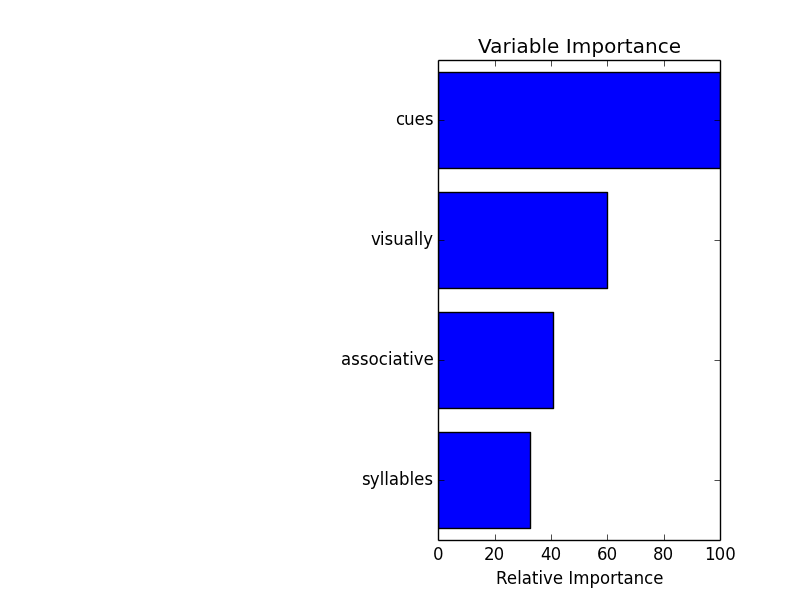 Variable Importance
cues
visually
associative
syllables
0 20 40 60 80 100
Relative Importance